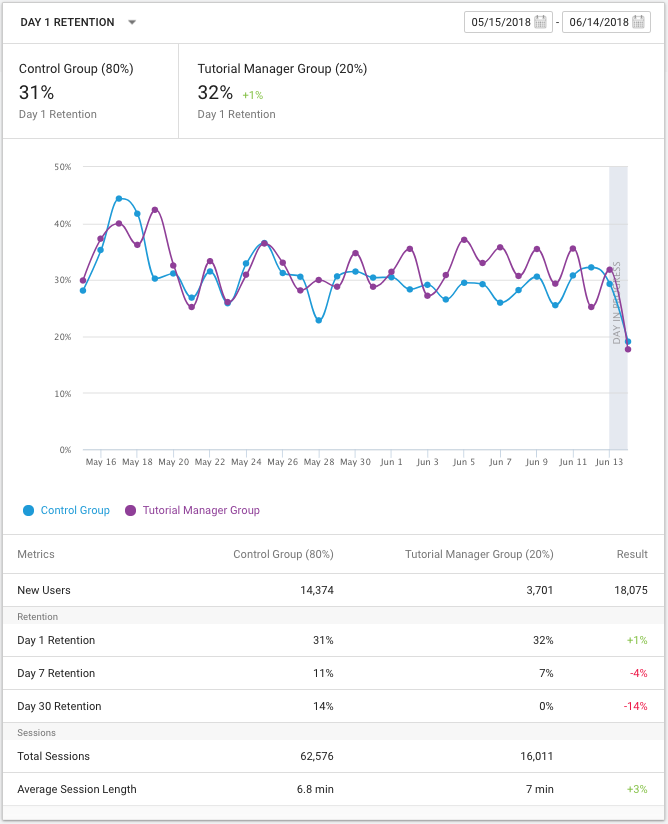 DAY 1 RETENTION
05/15/2018 - 06/14/2018
Control Group (80%)
31%
Day 1 Retention
Tutorial Manager Group (20%)
32% +1%
Day 1 Retention
50%
40%
30%
20%
10%
0%
DAY IN PROGRESS
May 16 May 18 May 20 May 22 May 24 May 26 May 28 May 30 Jun 1 Jun 3 Jun 5 Jun 7 Jun 9 Jun 11 Jun 13
Control Group Tutorial Manager Group
Metrics Control Group (80%) Tutorial Manager Group (20%) Result
New Users 14,374 3,701 18,075
Retention
Day 1 Retention 31% 32% +1%
Day 7 Retention 11% 7% -4%
Day 30 Retention 14% 0% -14%
Sessions
Total Sessions 62,576 16,011
Average Session Length 6.8 min 7 min +3%